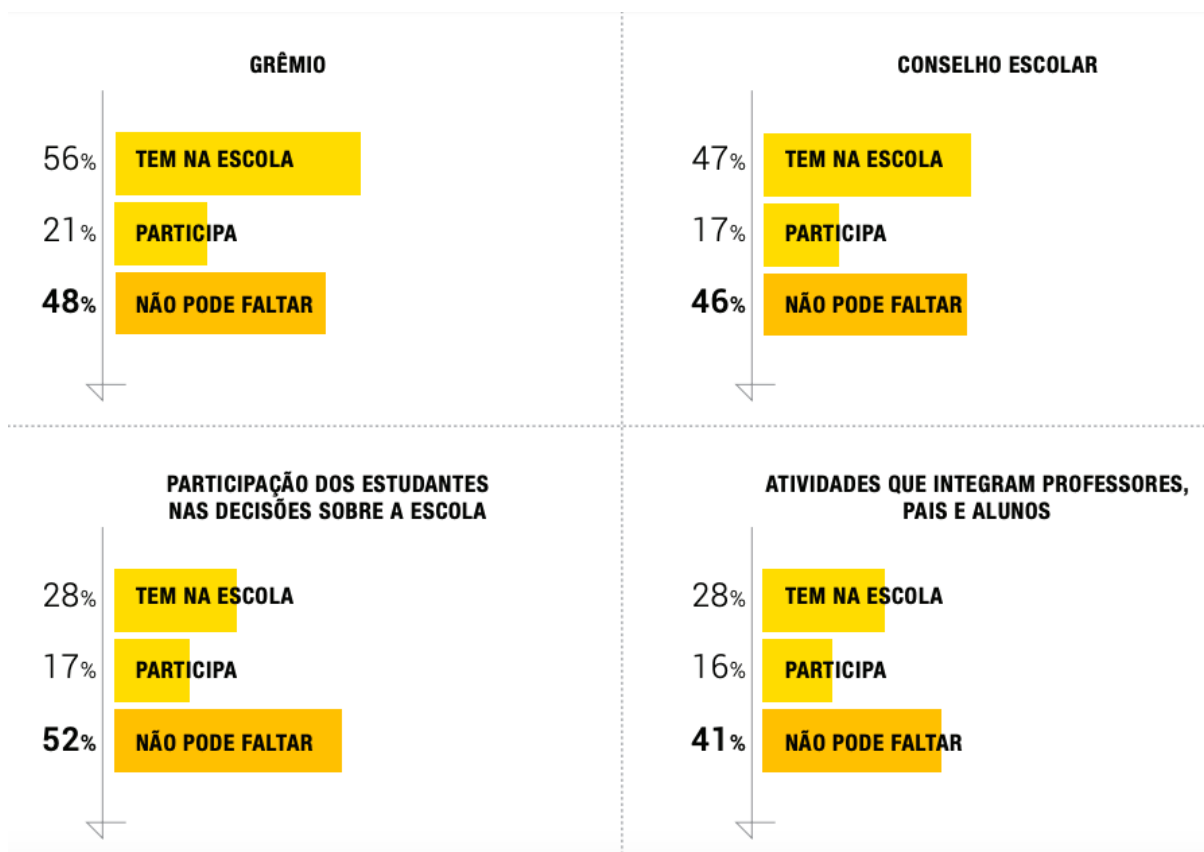 GRÊMIO
56% TEM NA ESCOLA
21% PARTICIPA
48% NÃO PODE FALTAR
CONSELHO ESCOLAR
47% TEM NA ESCOLA
17% PARTICIPA
46% NÃO PODE FALTAR
PARTICIPAÇÃO DOS ESTUDANTES
NAS DECISÕES SOBRE A ESCOLA
28% TEM NA ESCOLA
17% PARTICIPA
52% NÃO PODE FALTAR
ATIVIDADES QUE INTEGRAM PROFESSORES,
PAIS E ALUNOS
28% TEM NA ESCOLA
16% PARTICIPA
41% NÃO PODE FALTAR